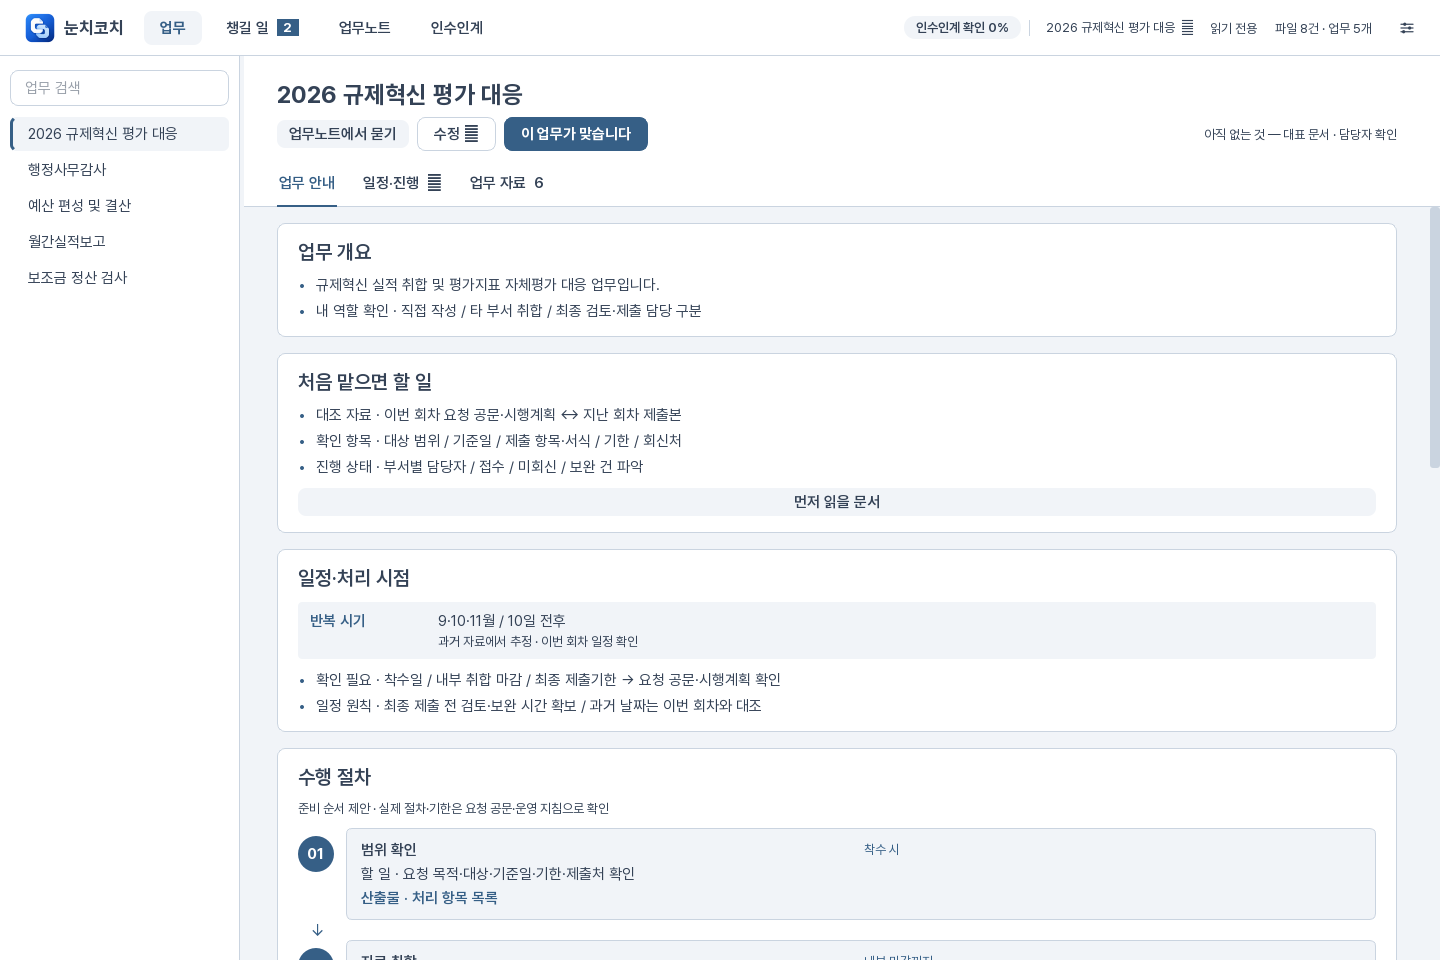 눈치코치
업무
챙길 일 2
업무노트
인수인계
인수인계 확인 0%
2026 규제혁신 평가 대응
읽기 전용
파일 8건 · 업무 5개
업무 검색
2026 규제혁신 평가 대응
행정사무감사
예산 편성 및 결산
월간실적보고
보조금 정산 검사
2026 규제혁신 평가 대응
업무노트에서 묻기
수정
이 업무가 맞습니다
아직 없는 것 — 대표 문서 · 담당자 확인
업무 안내
일정·진행
업무 자료 6
업무 개요
• 규제혁신 실적 취합 및 평가지표 자체평가 대응 업무입니다.
• 내 역할 확인 · 직접 작성 / 타 부서 취합 / 최종 검토·제출 담당 구분
처음 맡으면 할 일
• 대조 자료 · 이번 회차 요청 공문·시행계획 ↔ 지난 회차 제출본
• 확인 항목 · 대상 범위 / 기준일 / 제출 항목·서식 / 기한 / 회신처
• 진행 상태 · 부서별 담당자 / 접수 / 미회신 / 보완 건 파악
먼저 읽을 문서
일정·처리 시점
반복 시기
9·10·11월 / 10일 전후
과거 자료에서 추정 · 이번 회차 일정 확인
• 확인 필요 · 착수일 / 내부 취합 마감 / 최종 제출기한 → 요청 공문·시행계획 확인
• 일정 원칙 · 최종 제출 전 검토·보완 시간 확보 / 과거 날짜는 이번 회차와 대조
수행 절차
준비 순서 제안 · 실제 절차·기한은 요청 공문·운영 지침으로 확인
01
범위 확인
착수 시
할 일 · 요청 목적·대상·기준일·기한·제출처 확인
산출물 · 처리 항목 목록
↓